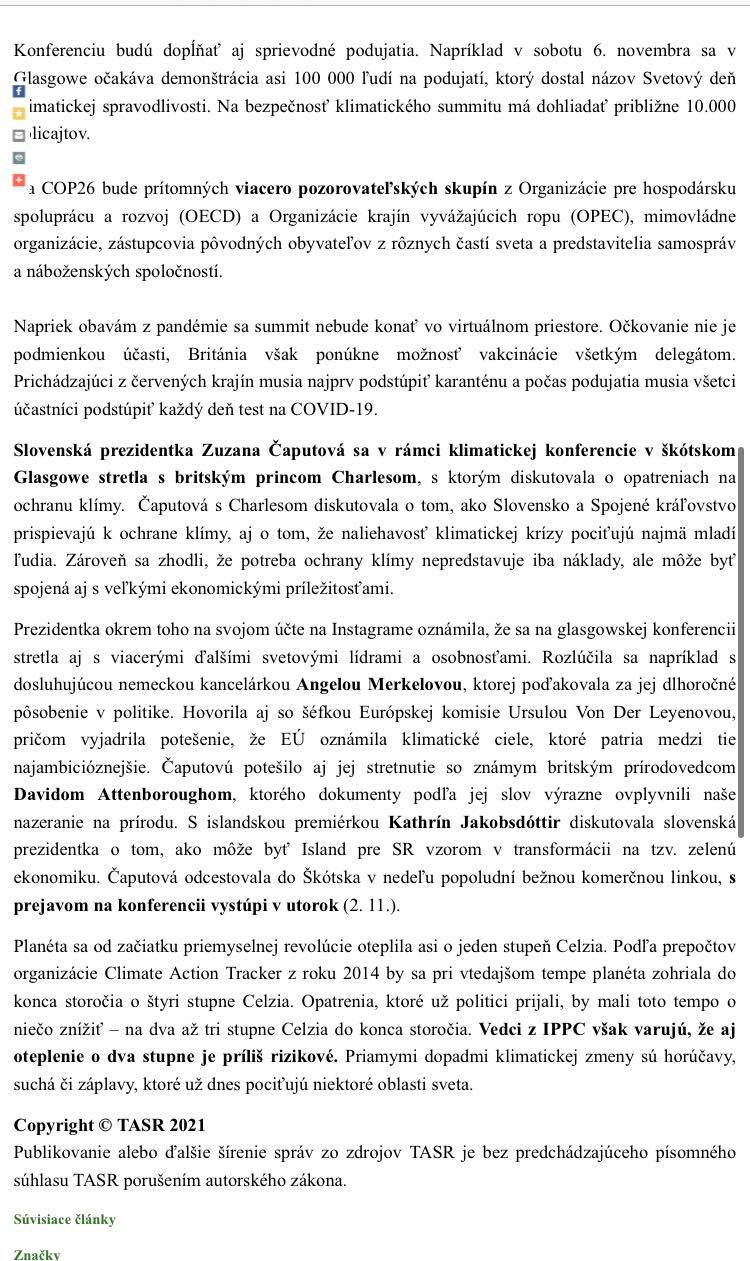 Konferenciu budú dopĺňať aj sprievodné podujatia. Napríklad v sobotu 6. novembra sa v
Glasgowe očakáva demonštrácia asi 100 000 ľudí na podujatí, ktorý dostal názov Svetový deň
imatickej spravodlivosti. Na bezpečnosť klimatického summitu má dohliadať približne 10.000
licajtov.
a COP26 bude prítomných viacero pozorovateľských skupín z Organizácie pre hospodársku
spoluprácu a rozvoj (OECD) a Organizácie krajín vyvážajúcich ropu (OPEC), mimovládne
organizácie, zástupcovia pôvodných obyvateľov z rôznych častí sveta a predstavitelia samospráv
a náboženských spoločností.
Napriek obavám z pandémie sa summit nebude konať vo virtuálnom priestore. Očkovanie nie je
podmienkou účasti, Británia však ponúkne možnosť vakcinácie všetkým delegátom.
Prichádzajúci z červených krajín musia najprv podstúpiť karanténu a počas podujatia musia všetci
účastníci podstúpiť každý deň test na COVID-19.
Slovenská prezidentka Zuzana Čaputová sa v rámci klimatickej konferencie v škótskom
Glasgowe stretla s britským princom Charlesom, s ktorým diskutovala o opatreniach na
ochranu klímy. Čaputová s Charlesom diskutovala o tom, ako Slovensko a Spojené kráľovstvo
prispievajú k ochrane klímy, aj o tom, že naliehavosť klimatickej krízy pociťujú najmä mladí
ľudia. Zároveň sa zhodli, že potreba ochrany klímy nepredstavuje iba náklady, ale môže byť
spojená aj s veľkými ekonomickými príležitosťami.
Prezidentka okrem toho na svojom účte na Instagrame oznámila, že sa na glasgowskej konferencii
stretla aj s viacerými ďalšími svetovými lídrami a osobnosťami. Rozlúčila sa napríklad s
dosluhujúcou nemeckou kancelárkou Angelou Merkelovou, ktorej poďakovala za jej dlhoročné
pôsobenie v politike. Hovorila aj so šéfkou Európskej komisie Ursulou Von Der Leyenovou,
pričom vyjadrila potešenie, že EÚ oznámila klimatické ciele, ktoré patria medzi tie
najambicióznejšie. Čaputovú potešilo aj jej stretnutie so známym britským prírodovedcom
Davidom Attenboroughom, ktorého dokumenty podľa jej slov výrazne ovplyvnili naše
nazeranie na prírodu. S islandskou premiérkou Kathrín Jakobsdóttir diskutovala slovenská
prezidentka o tom, ako môže byť Island pre SR vzorom v transformácii na tzv. zelenú
ekonomiku. Čaputová odcestovala do Škótska v nedeľu popoludní bežnou komerčnou linkou, s
prejavom na konferencii vystúpi v utorok (2. 11.).
Planéta sa od začiatku priemyselnej revolúcie oteplila asi o jeden stupeň Celzia. Podľa prepočtov
organizácie Climate Action Tracker z roku 2014 by sa pri vtedajšom tempe planéta zohriala do
konca storočia o štyri stupne Celzia. Opatrenia, ktoré už politici prijali, by mali toto tempo o
niečo znížiť – na dva až tri stupne Celzia do konca storočia. Vedci z IPPC však varujú, že aj
oteplenie o dva stupne je príliš rizikové. Priamymi dopadmi klimatickej zmeny sú horúčavy,
suchá či záplavy, ktoré už dnes pociťujú niektoré oblasti sveta.
Copyright © TASR 2021
Publikovanie alebo ďalšie šírenie správ zo zdrojov TASR je bez predchádzajúceho písomného
súhlasu TASR porušením autorského zákona.
Súvisiace články
Značky